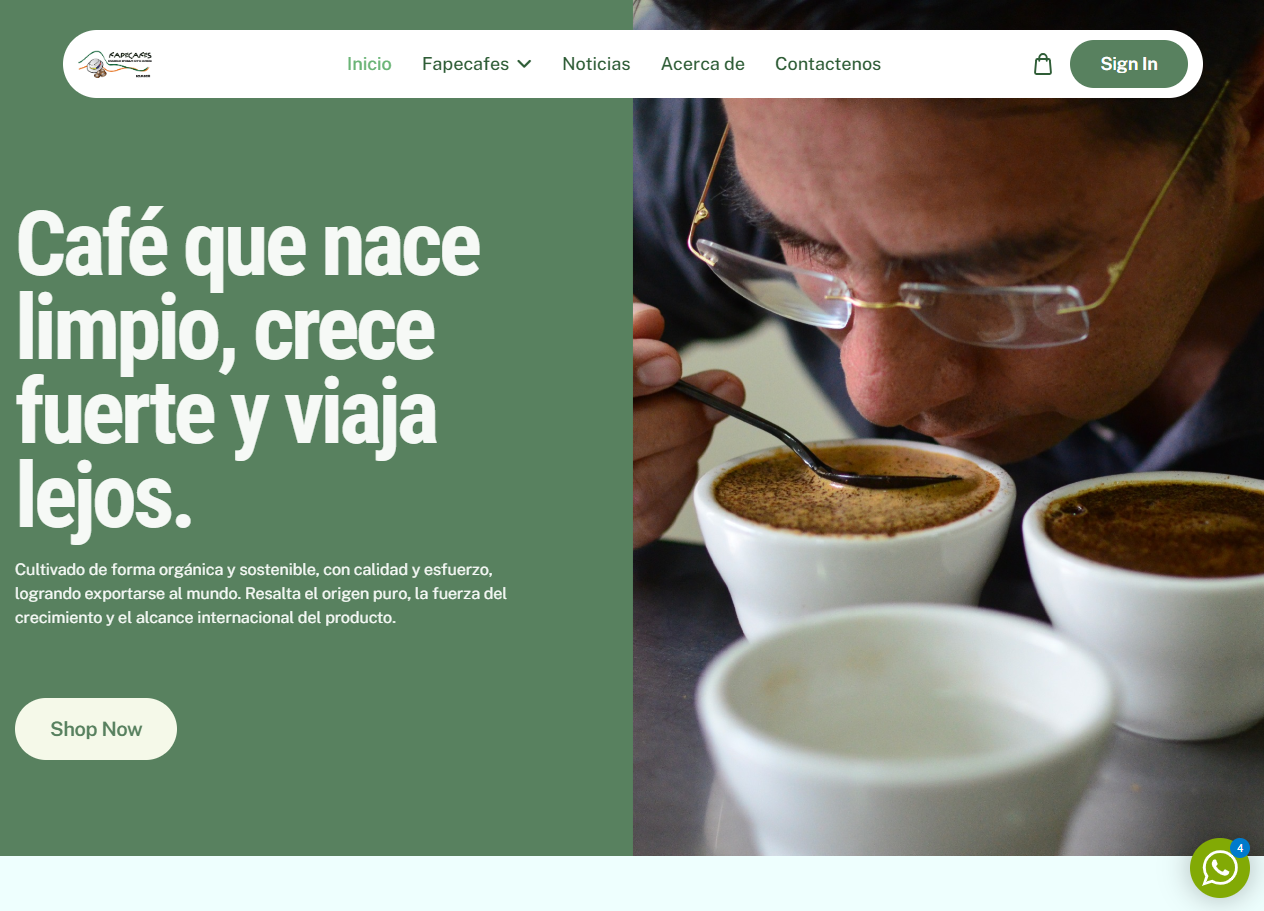 FAPECAFES
Inicio
Fapecafes
Noticias
Acerca de
Contactenos
Sign In
Café que nace
limpio, crece
fuerte y viaja
lejos.
Cultivado de forma orgánica y sostenible, con calidad y esfuerzo,
logrando exportarse al mundo. Resalta el origen puro, la fuerza del
crecimiento y el alcance internacional del producto.
Shop Now
4